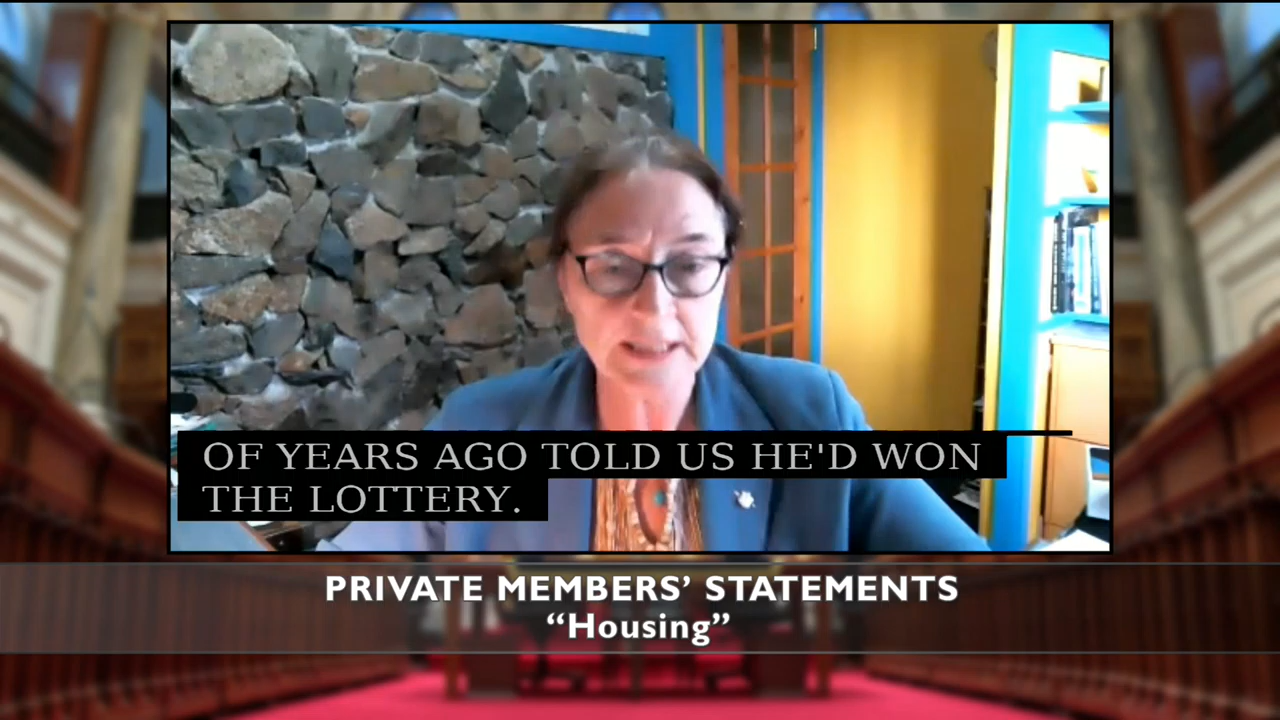 OF YEARS AGO TOLD US HE'D WON
THE LOTTERY.
PRIVATE MEMBERS’ STATEMENTS
“Housing”